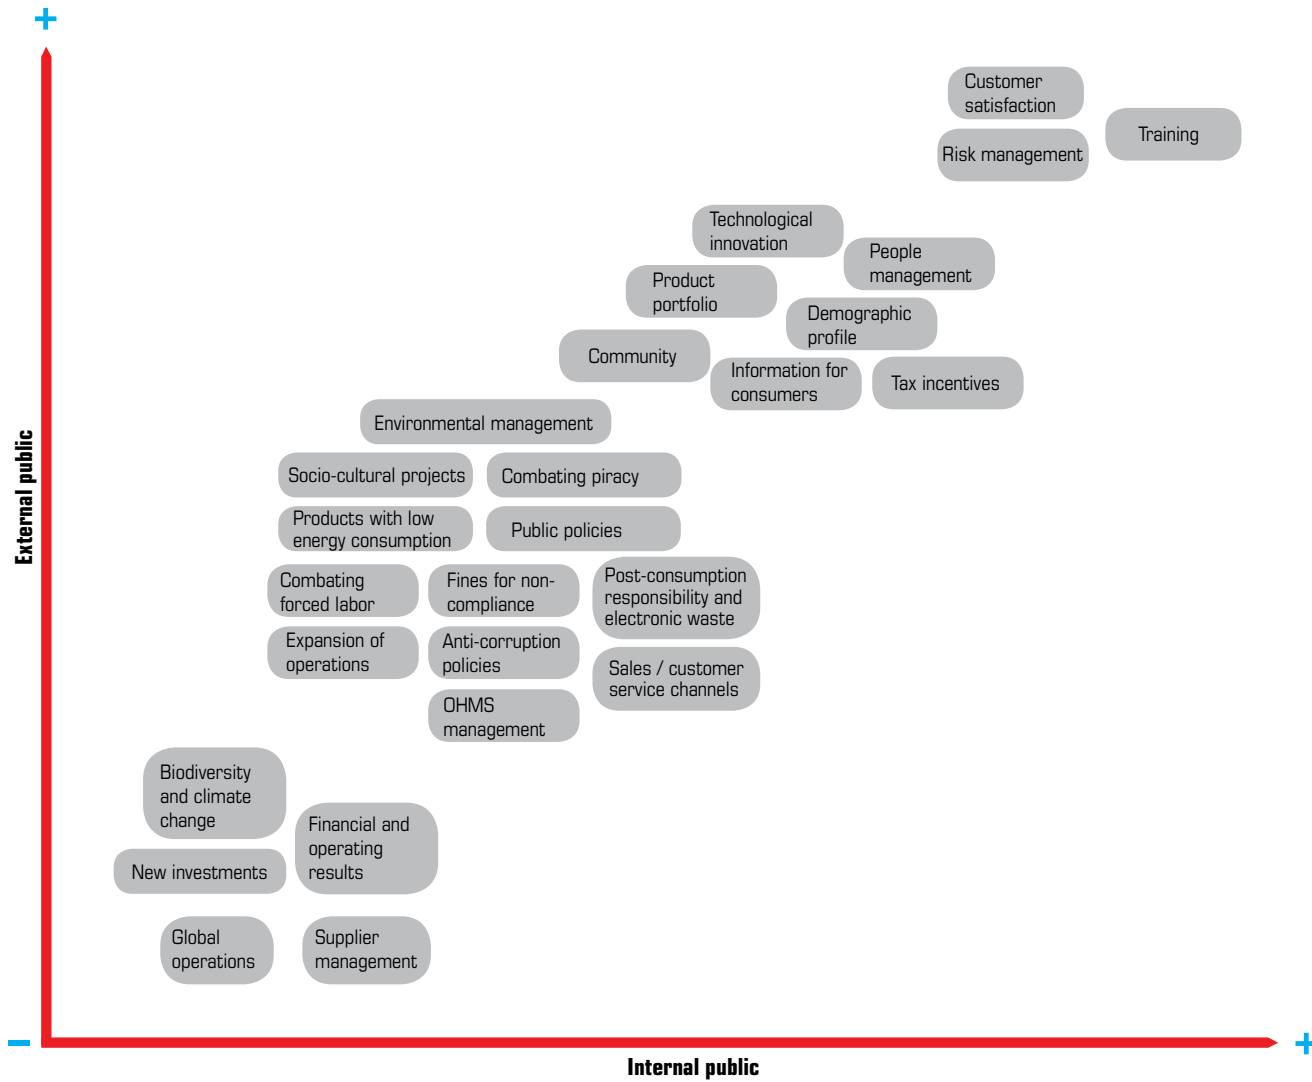 +
Customer
satisfaction
Training
Risk management
Technological
innovation
People
management
Product
portfolio
Demographic
profile
Community
Information for
consumers
Tax incentives
Environmental management
Socio-cultural projects
Combating piracy
Products with low
energy consumption
Public policies
Combating
forced labor
Fines for non-
compliance
Post-consumption
responsibility and
electronic waste
Expansion of
operations
Anti-corruption
policies
Sales / customer
service channels
OHMS
management
Biodiversity
and climate
change
Financial and
operating
results
New investments
Global
operations
Supplier
management
External public
–
+
Internal public